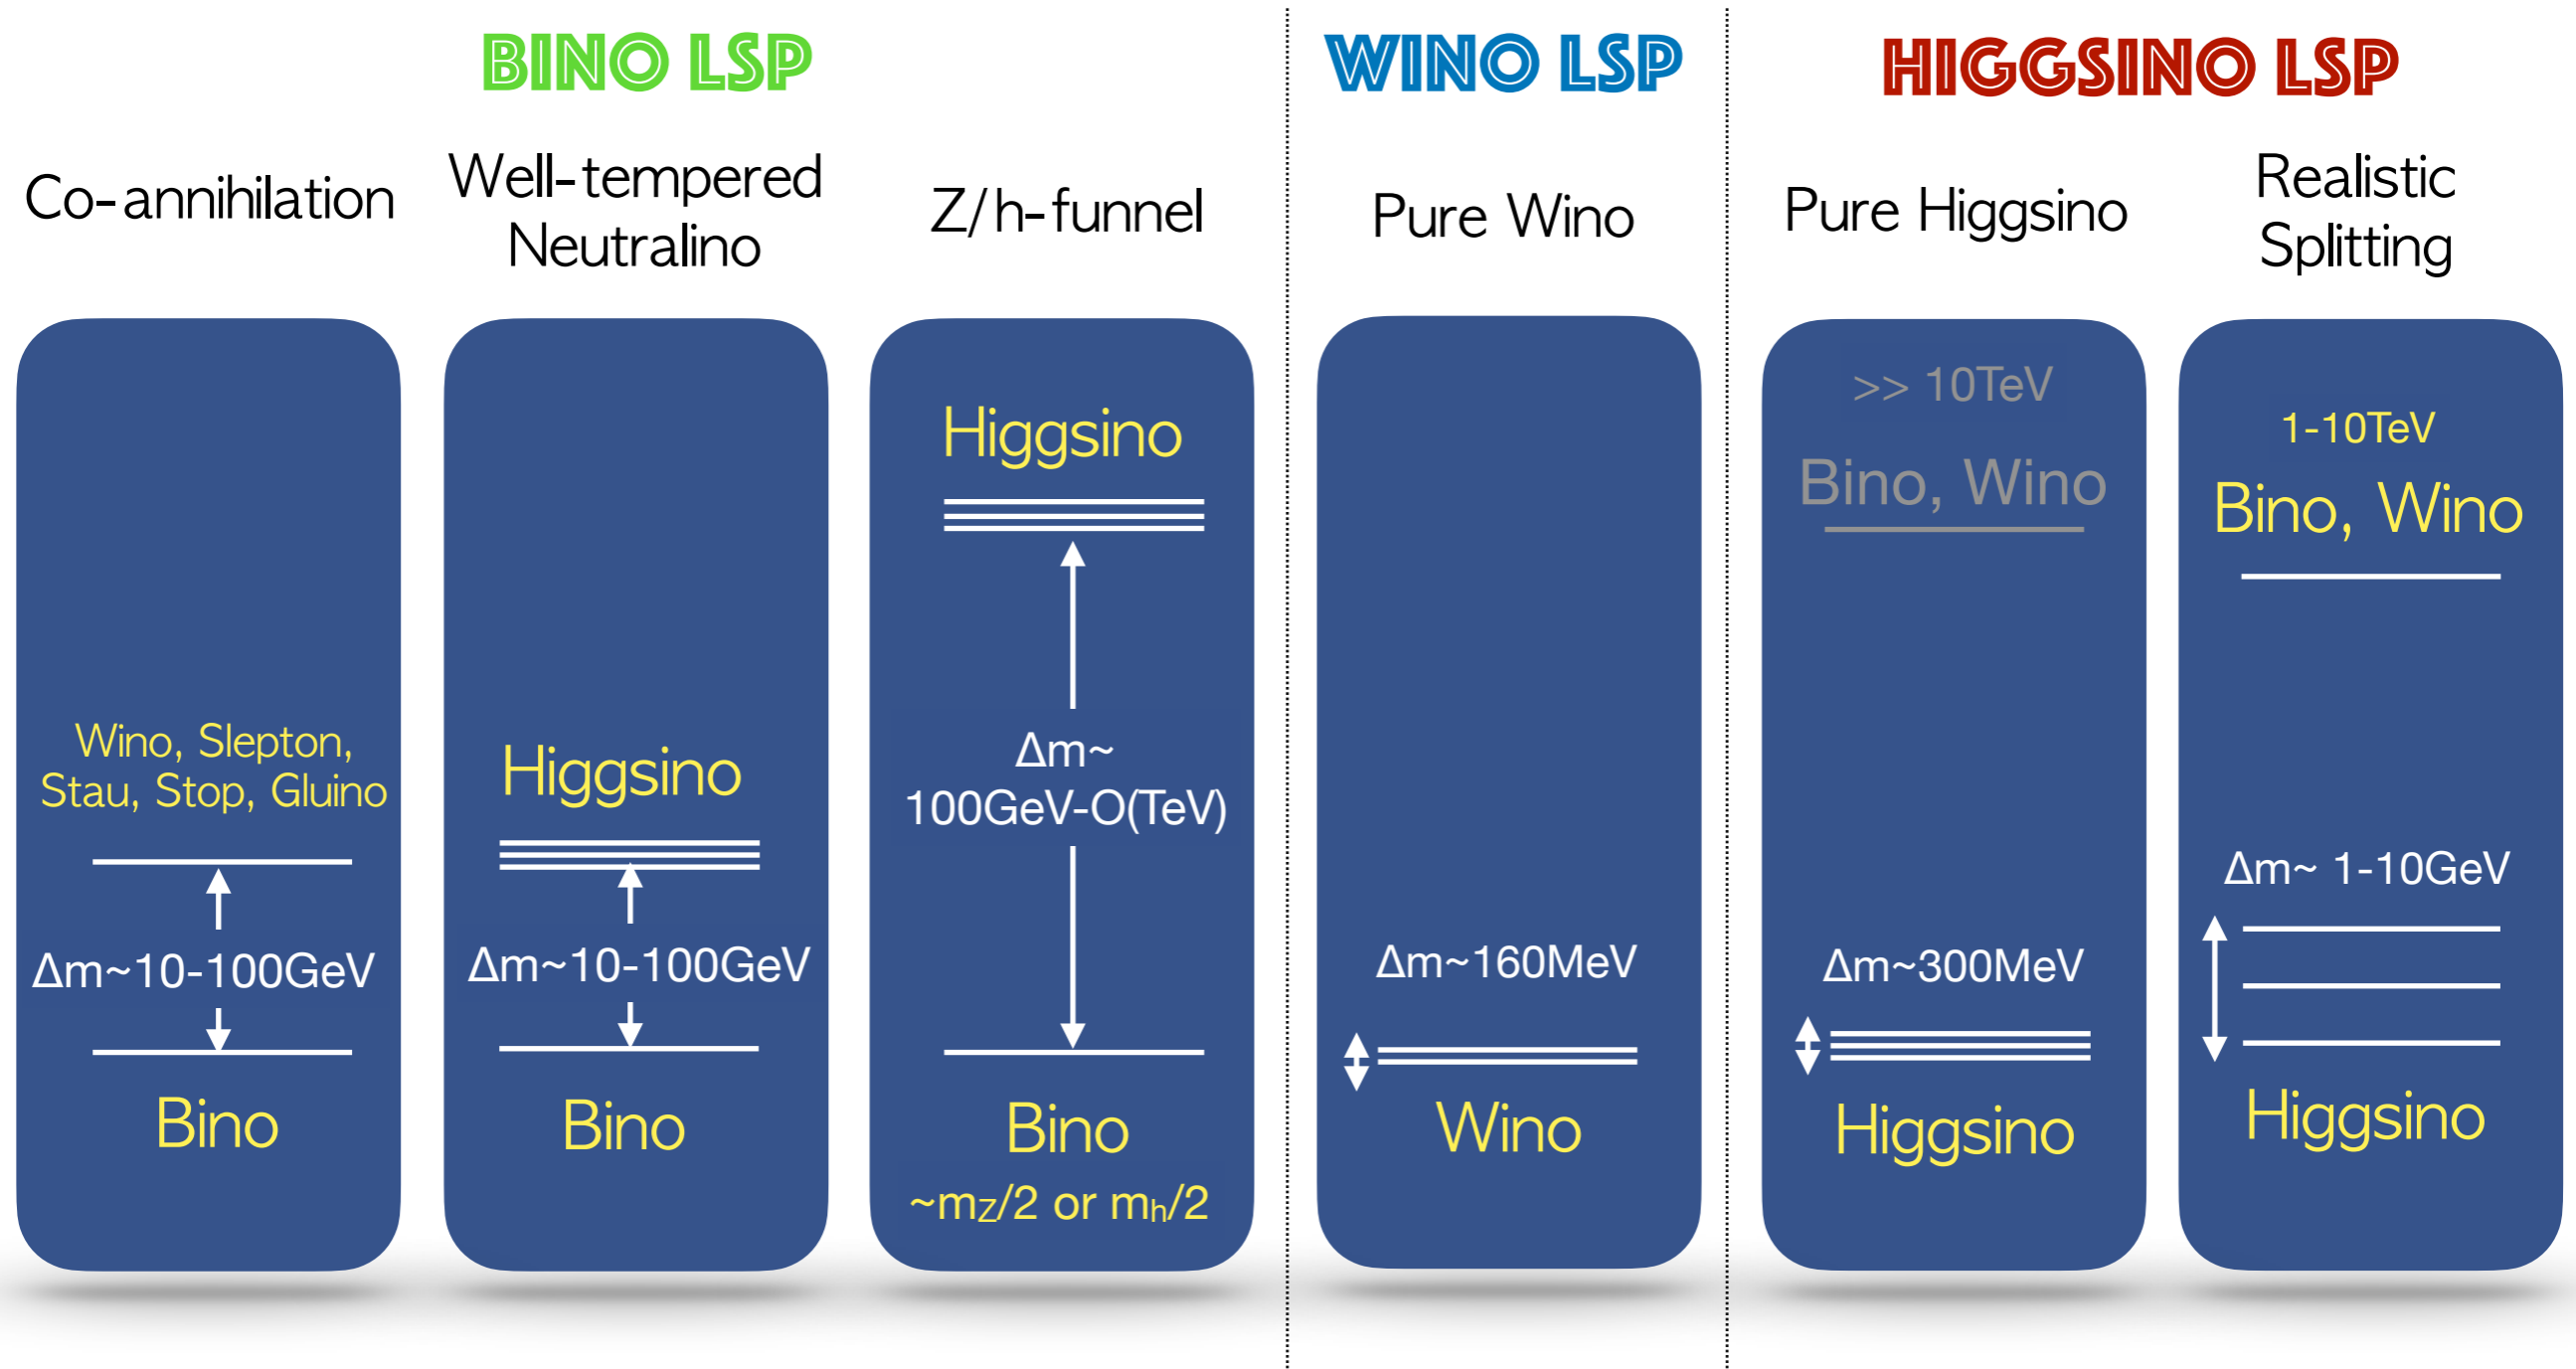 BINO LSP
WINO LSP
HIGGSINO LSP
Co-annihilation
Well-tempered
Neutralino
Z/h-funnel
Pure Wino
Pure Higgsino
Realistic
Splitting
Wino, Slepton,
Stau, Stop, Gluino
Δm~10-100GeV
Bino
Higgsino
Δm~10-100GeV
Bino
Higgsino
Δm~
100GeV-O(TeV)
Bino
~mZ/2 or mh/2
Δm~160MeV
Wino
>> 10TeV
Bino, Wino
Δm~300MeV
Higgsino
1-10TeV
Bino, Wino
Δm~ 1-10GeV
Higgsino